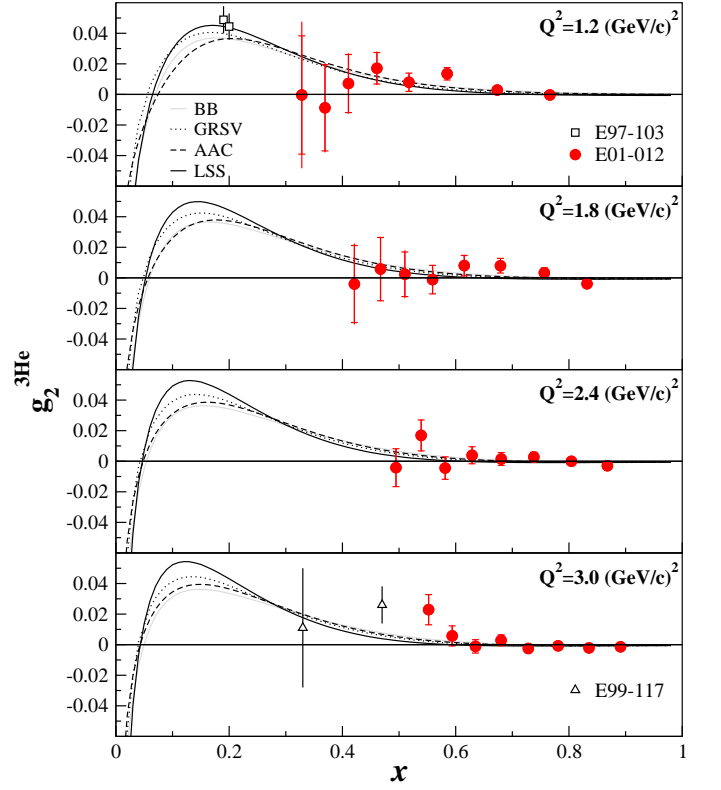 Q²=1.2 (GeV/c)²
0.04
0.02
0
-0.02
-0.04
BB
GRSV
AAC
LSS
E97-103
E01-012
Q²=1.8 (GeV/c)²
0.04
0.02
0
-0.02
-0.04
g₂³ᴴᵉ
Q²=2.4 (GeV/c)²
0.04
0.02
0
-0.02
-0.04
Q²=3.0 (GeV/c)²
0.04
0.02
0
-0.02
-0.04
E99-117
0 0.2 0.4 0.6 0.8 1
x